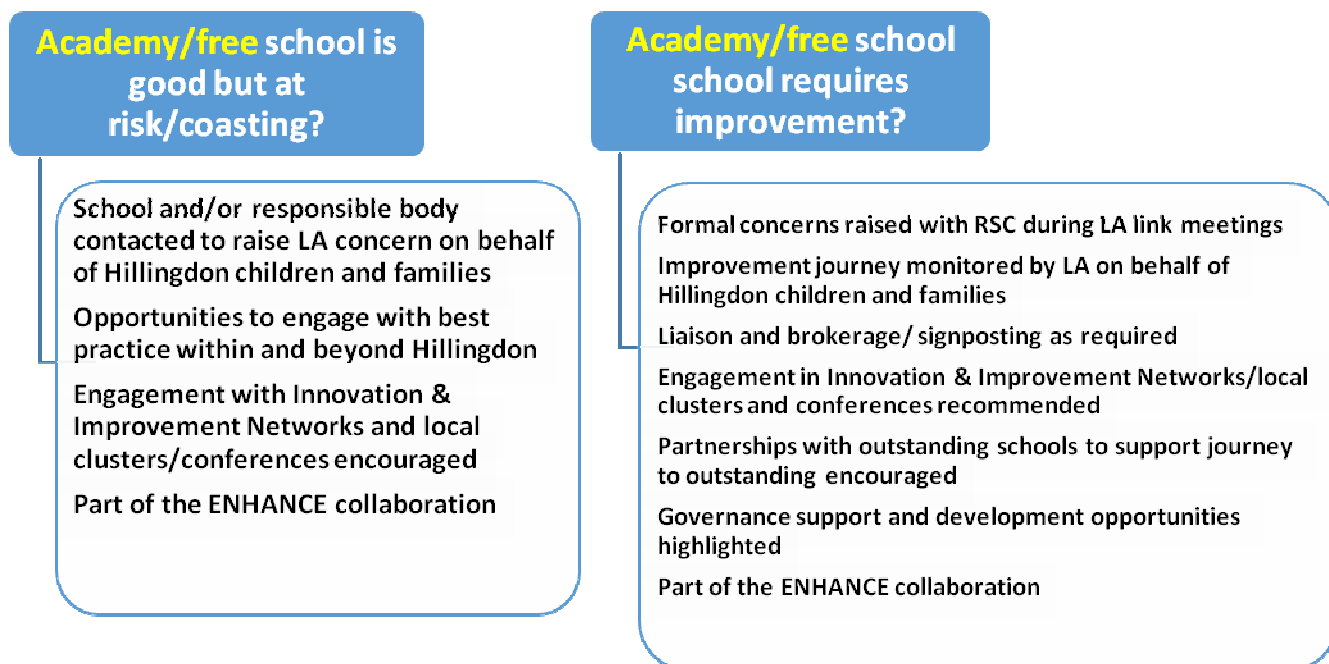 Academy/free school is
good but at
risk/coasting?
School and/or responsible body
contacted to raise LA concern on behalf
of Hillingdon children and families
Opportunities to engage with best
practice within and beyond Hillingdon
Engagement with Innovation &
Improvement Networks and local
clusters/conferences encouraged
Part of the ENHANCE collaboration
Academy/free school
school requires
improvement?
Formal concerns raised with RSC during LA link meetings
Improvement journey monitored by LA on behalf of
Hillingdon children and families
Liaison and brokerage/ signposting as required
Engagement in Innovation & Improvement Networks/local
clusters and conferences recommended
Partnerships with outstanding schools to support journey
to outstanding encouraged
Governance support and development opportunities
highlighted
Part of the ENHANCE collaboration